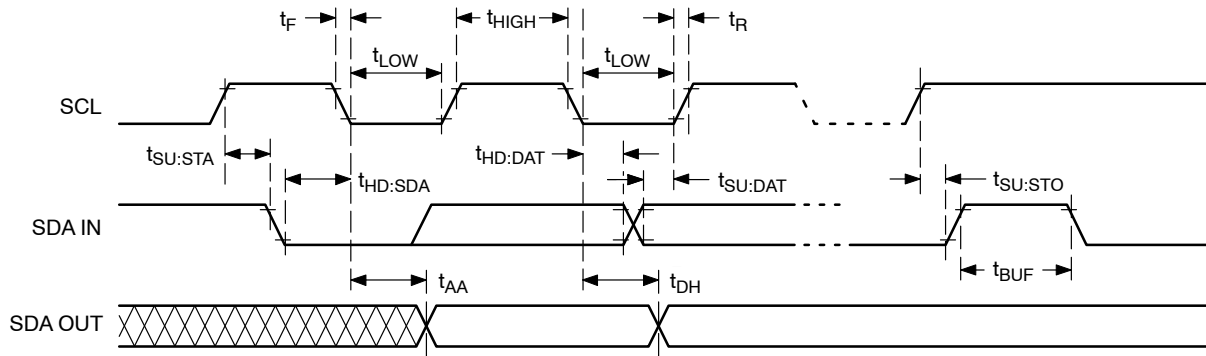 tF
tHIGH
tR
tLOW
tLOW
SCL
tSU:STA
tHD:DAT
tHD:SDA
tSU:DAT
tSU:STO
SDA IN
tBUF
tAA
tDH
SDA OUT